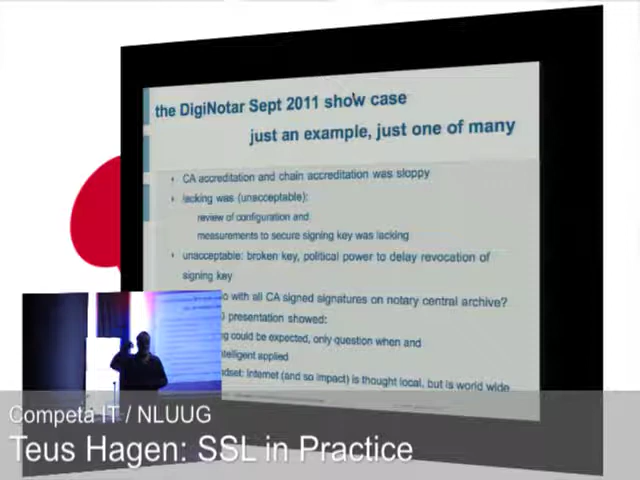 the DigiNotar Sept 2011 show case
just an example, just one of many
CA accreditation and chain accreditation was sloppy
lacking was (unacceptable):
review of configuration and
measurements to secure signing key was lacking
unacceptable: broken key, political power to delay revocation of
signing key
with all CA signed signatures on notary central archive?
presentation showed:
could be expected, only question when and
applied
internet (and so impact) is thought local, but is world wide
Competa IT / NLUUG
Teus Hagen: SSL in Practice